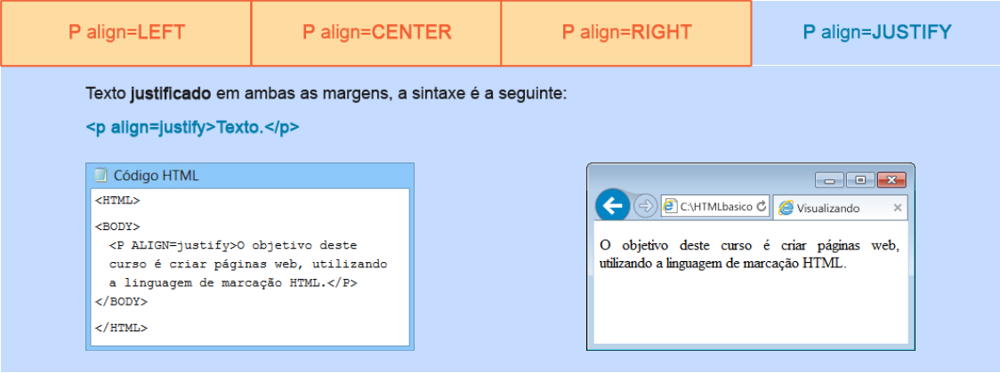 P align=LEFT
P align=CENTER
P align=RIGHT
P align=JUSTIFY
Texto justificado em ambas as margens, a sintaxe é a seguinte:
<p align=justify>Texto.</p>
Código HTML
<HTML>
<BODY>
<P ALIGN=justify>O objetivo deste
curso é criar páginas web, utilizando
a linguagem de marcação HTML.</P>
</BODY>
</HTML>
C:\HTMLbasico
Visualizando
O objetivo deste curso é criar páginas web,
utilizando a linguagem de marcação HTML.